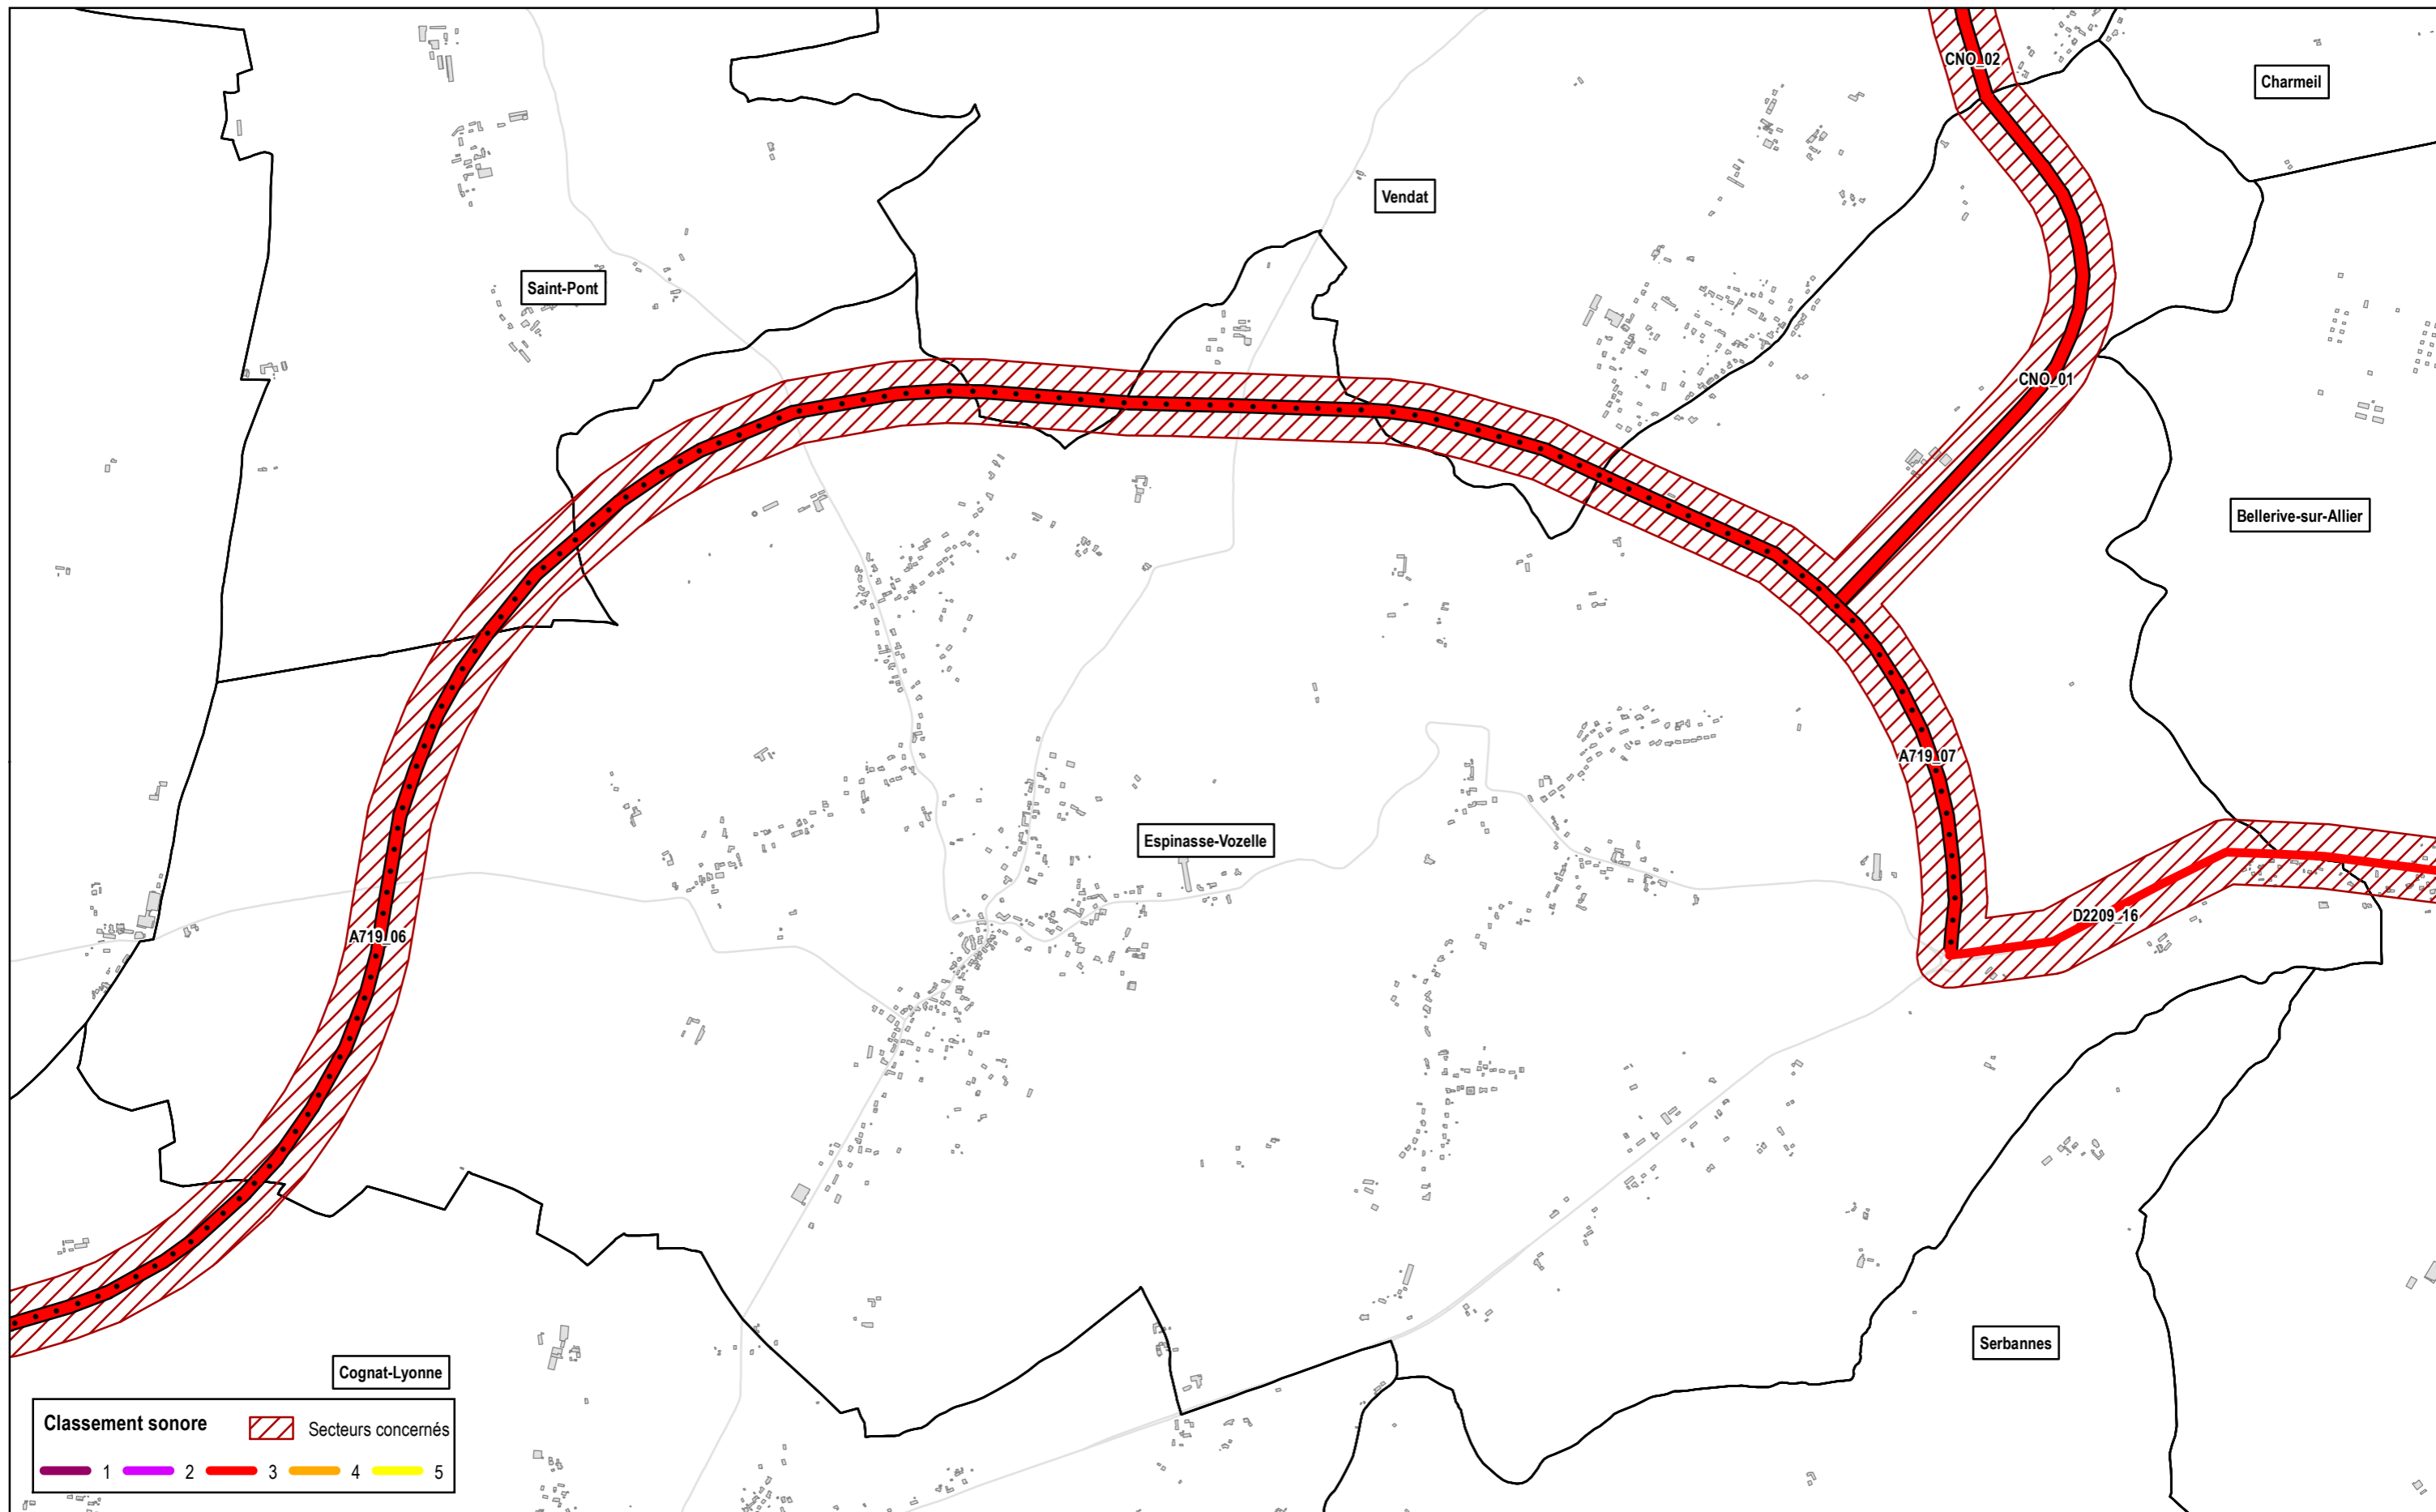 CNO_02
Charmeil
Vendat
Saint-Pont
CNO_01
Bellerive-sur-Allier
A719_07
Espinasse-Vozelle
D2209_16
A719_06
Serbannes
Cognat-Lyonne
Classement sonore
Secteurs concernés
1 2 3 4 5